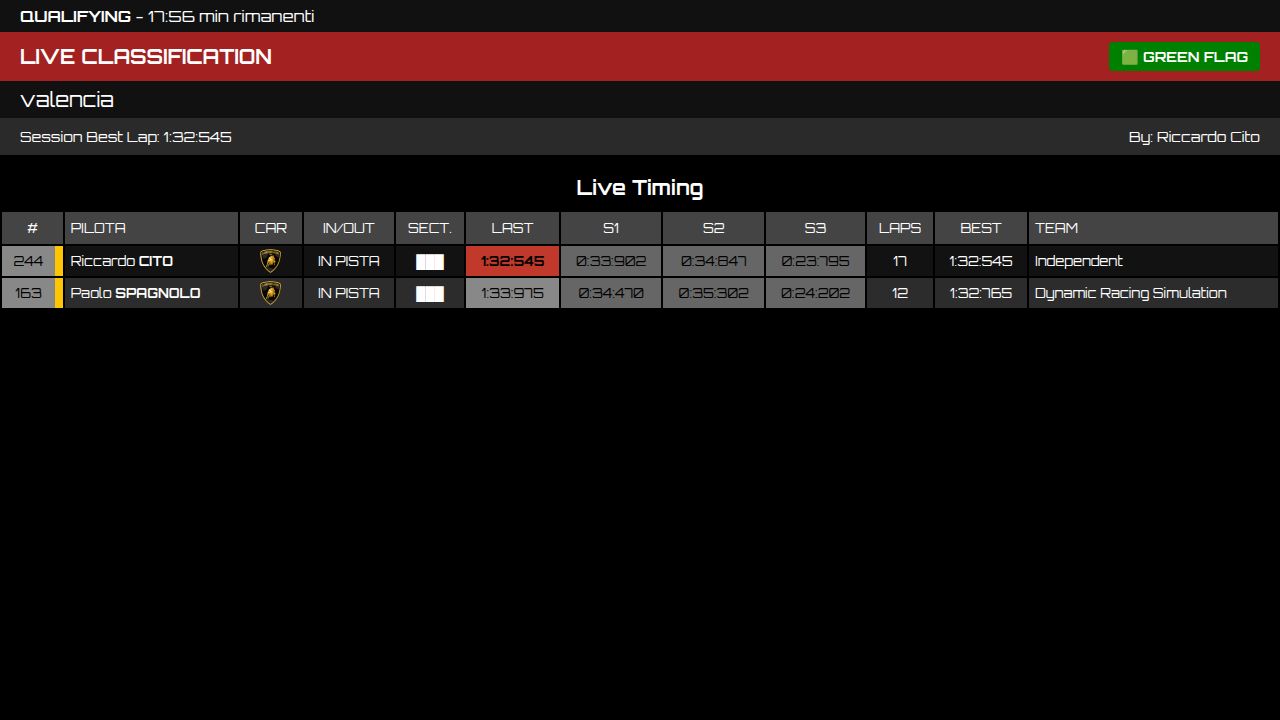 QUALIFYING - 17:56 min rimanenti
LIVE CLASSIFICATION
GREEN FLAG
valencia
Session Best Lap: 1:32:545
By: Riccardo Cito
Live Timing
# PILOTA CAR IN/OUT SECT. LAST S1 S2 S3 LAPS BEST TEAM
244 Riccardo CITO IN PISTA ███ 1:32:545 0:33:902 0:34:847 0:23:795 17 1:32:545 Independent
163 Paolo SPAGNOLO IN PISTA ███ 1:33:975 0:34:470 0:35:302 0:24:202 12 1:32:765 Dynamic Racing Simulation